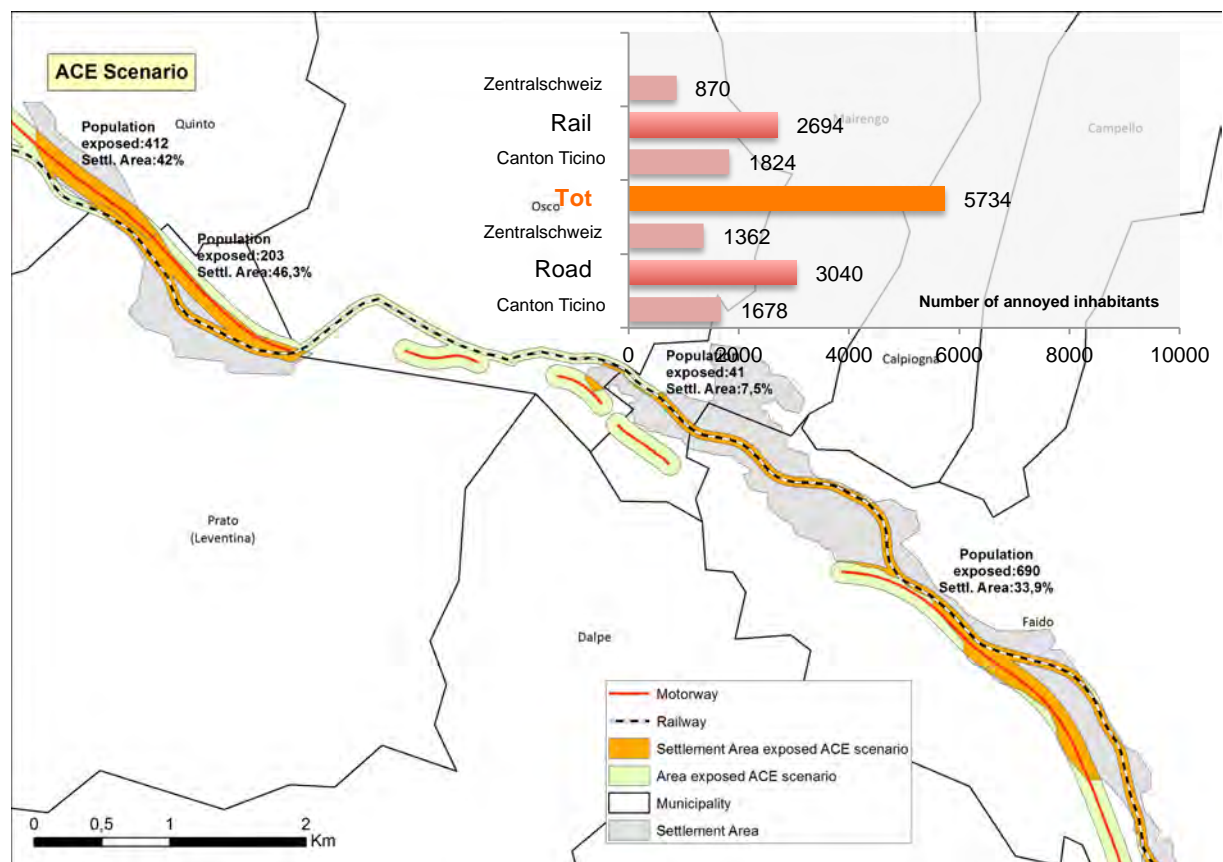 ACE Scenario
Population
exposed:412
Settl. Area:42%
Quinto
Population
exposed:203
Settl. Area:46,3%
Zentralschweiz
870
Rail
2694
Mairengo
Campello
Canton Ticino
1824
Osco
Tot
5734
Zentralschweiz
1362
Road
3040
Canton Ticino
1678
Number of annoyed inhabitants
0 2000 4000 6000 8000 10000
Population
exposed:41
Settl. Area:7,5%
Calpiogna
Prato
(Leventina)
Population
exposed:690
Settl. Area:33,9%
Faido
Dalpe
Motorway
Railway
Settlement Area exposed ACE scenario
Area exposed ACE scenario
Municipality
Settlement Area
0 0,5 1 2
Km